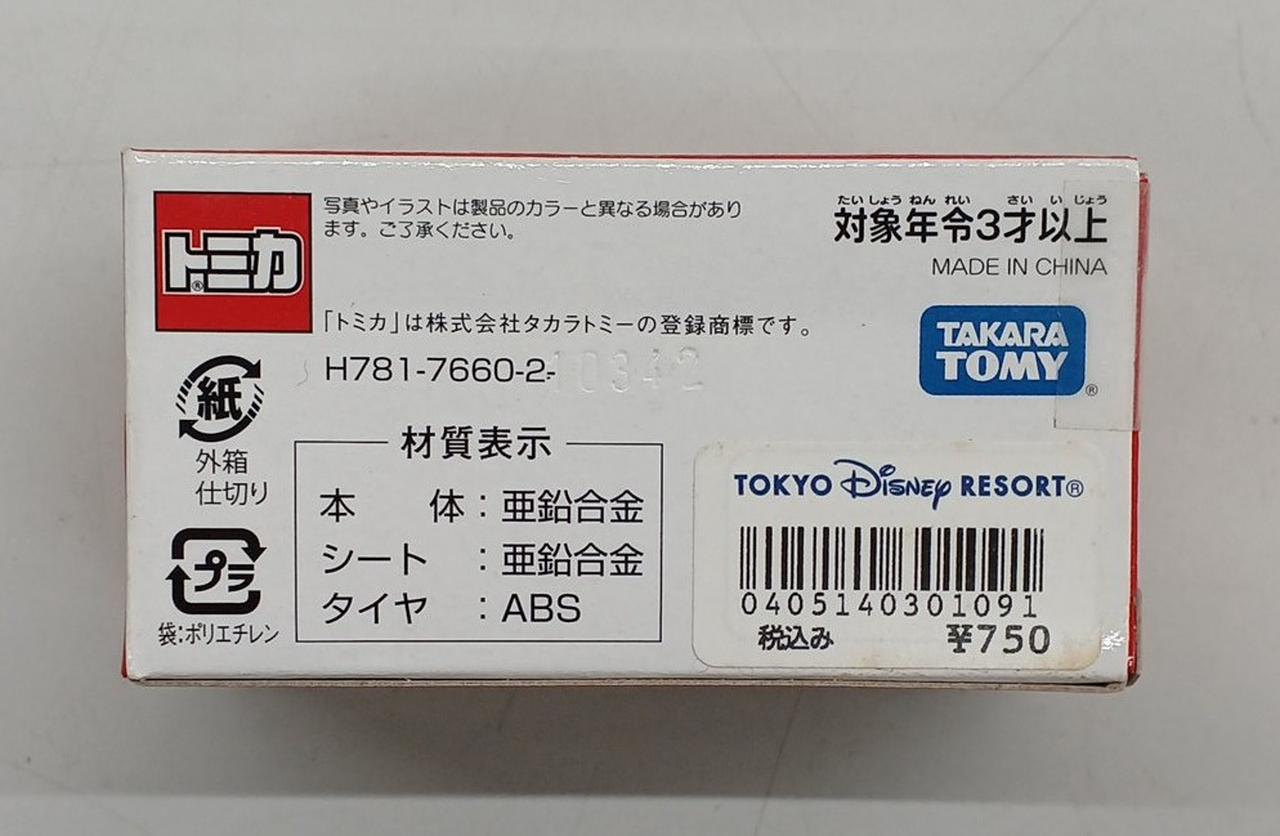 トミカ®
写真やイラストは製品のカラーと異なる場合があり
ます。ご了承ください。
「トミカ」は株式会社タカラトミーの登録商標です。
H781-7660-2-
10342
たいしょうねんれい さいいじょう
対象年令3才以上
MADE IN CHINA
TAKARA
TOMY®
紙
外箱
仕切り
プラ
袋:ポリエチレン
材質表示
本 体:亜鉛合金
シート:亜鉛合金
タイヤ:ABS
TOKYO Disney RESORT®
0405140301091
税込み ¥750